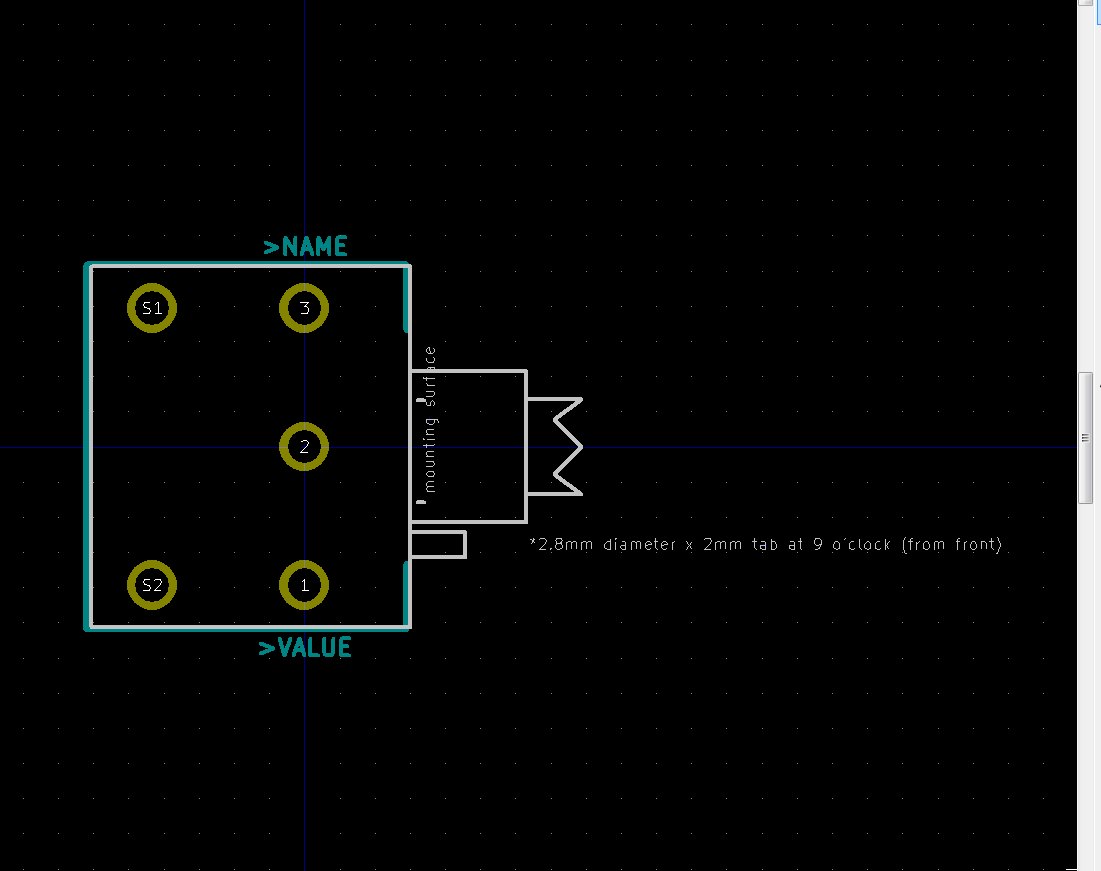 >NAME
S1
3
mounting surface
2
*2.8mm diameter x 2mm tab at 9 o'clock (from front)
S2
1
>VALUE